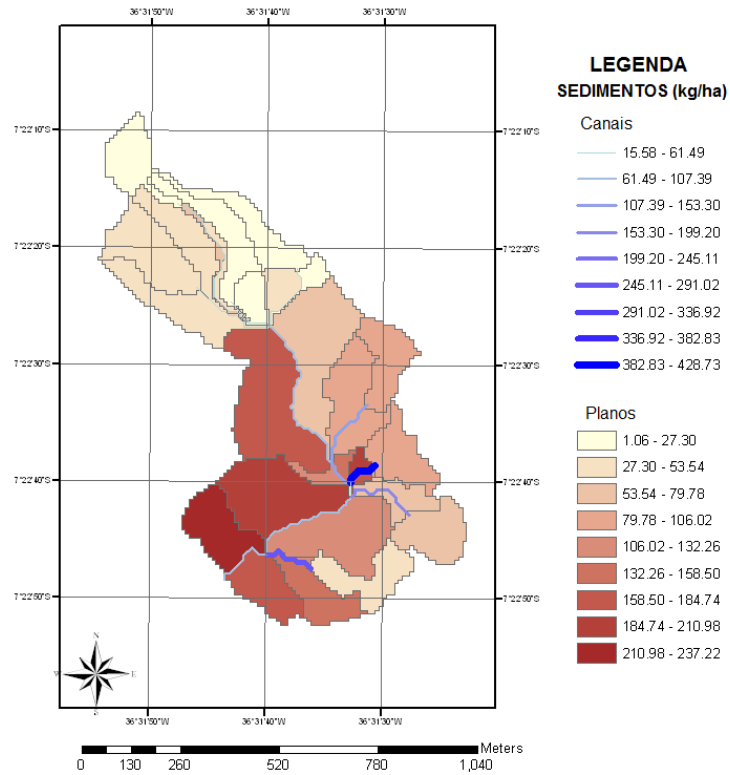 36°31'50"W 36°31'40"W 36°31'30"W
7°22'10"S 7°22'10"S
7°22'20"S 7°22'20"S
7°22'30"S 7°22'30"S
7°22'40"S 7°22'40"S
7°22'50"S 7°22'50"S
36°31'50"W 36°31'40"W 36°31'30"W
N
W E
S
Meters
0 130 260 520 780 1,040
LEGENDA
SEDIMENTOS (kg/ha)
Canais
15.58 - 61.49
61.49 - 107.39
107.39 - 153.30
153.30 - 199.20
199.20 - 245.11
245.11 - 291.02
291.02 - 336.92
336.92 - 382.83
382.83 - 428.73
Planos
1.06 - 27.30
27.30 - 53.54
53.54 - 79.78
79.78 - 106.02
106.02 - 132.26
132.26 - 158.50
158.50 - 184.74
184.74 - 210.98
210.98 - 237.22